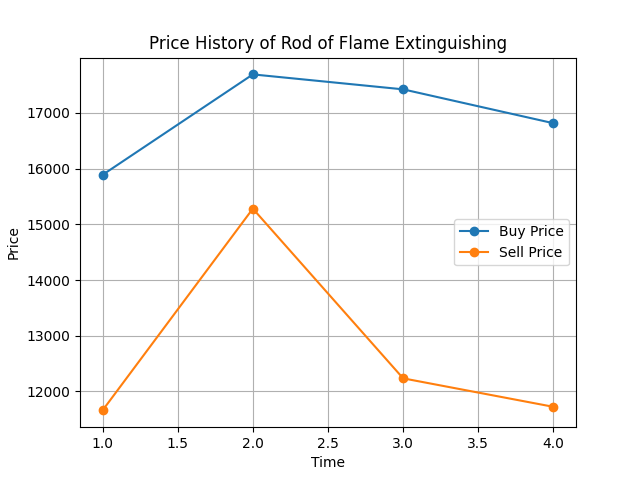 Price History of Rod of Flame Extinguishing
Price
17000
16000
15000
14000
13000
12000
Buy Price
Sell Price
1.0 1.5 2.0 2.5 3.0 3.5 4.0
Time